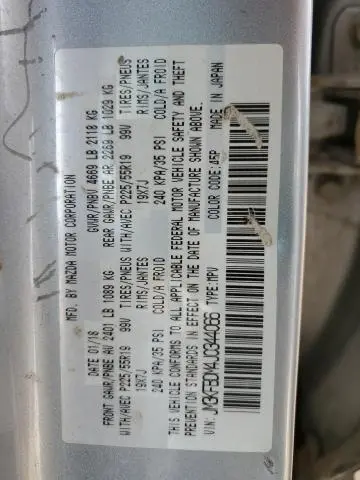 MFD. BY MAZDA MOTOR CORPORATION
DATE 01/18 GVWR/PNBV 4669 LB 2118 KG
FRONT GAWR/PNBE AV 2401 LB 1089 KG REAR GAWR/PNBE AR 2269 LB 1029 KG
WITH/AVEC P225/55R19 99V TIRES/PNEUS WITH/AVEC P225/55R19 99V TIRES/PNEUS
19X7J RIMS/JANTES 19X7J RIMS/JANTES
240 KPA/35 PSI COLD/A FROID 240 KPA/35 PSI COLD/A FROID
THIS VEHICLE CONFORMS TO ALL APPLICABLE FEDERAL MOTOR VEHICLE SAFETY AND THEFT
PREVENTION STANDARDS IN EFFECT ON THE DATE OF MANUFACTURE SHOWN ABOVE.
VIN: JM3KFBDM4J0344066 TYPE:MPV COLOR CODE: 45P MADE IN JAPAN